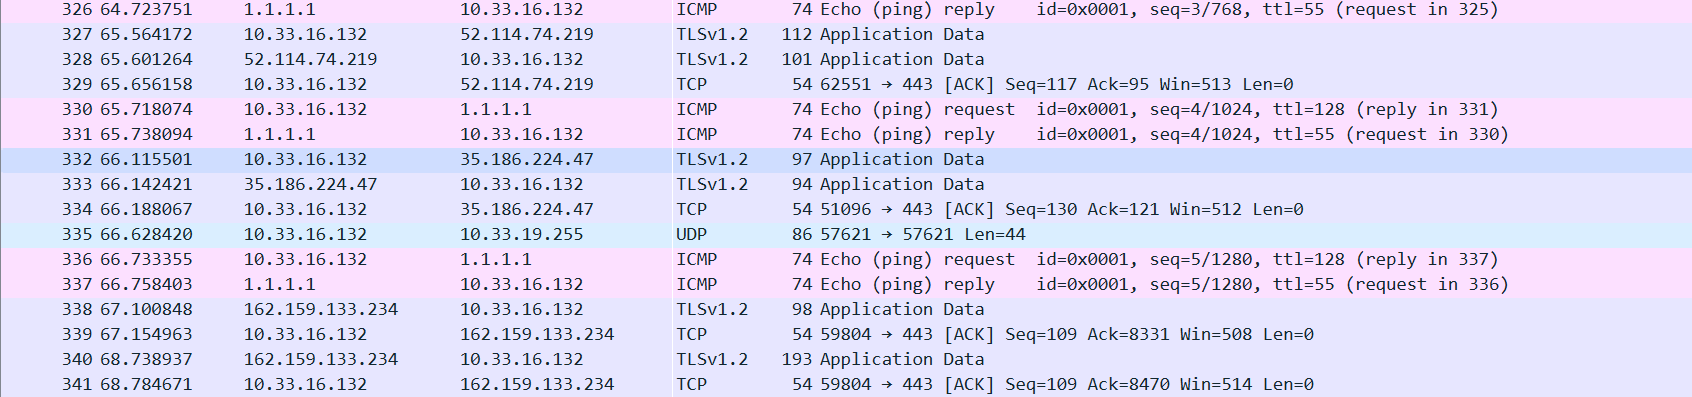 326 64.723751 1.1.1.1 10.33.16.132 ICMP 74 Echo (ping) reply id=0x0001, seq=3/768, ttl=55 (request in 325)
327 65.564172 10.33.16.132 52.114.74.219 TLSv1.2 112 Application Data
328 65.601264 52.114.74.219 10.33.16.132 TLSv1.2 101 Application Data
329 65.656158 10.33.16.132 52.114.74.219 TCP 54 62551 → 443 [ACK] Seq=117 Ack=95 Win=513 Len=0
330 65.718074 10.33.16.132 1.1.1.1 ICMP 74 Echo (ping) request id=0x0001, seq=4/1024, ttl=128 (reply in 331)
331 65.738094 1.1.1.1 10.33.16.132 ICMP 74 Echo (ping) reply id=0x0001, seq=4/1024, ttl=55 (request in 330)
332 66.115501 10.33.16.132 35.186.224.47 TLSv1.2 97 Application Data
333 66.142421 35.186.224.47 10.33.16.132 TLSv1.2 94 Application Data
334 66.188067 10.33.16.132 35.186.224.47 TCP 54 51096 → 443 [ACK] Seq=130 Ack=121 Win=512 Len=0
335 66.628420 10.33.16.132 10.33.19.255 UDP 86 57621 → 57621 Len=44
336 66.733355 10.33.16.132 1.1.1.1 ICMP 74 Echo (ping) request id=0x0001, seq=5/1280, ttl=128 (reply in 337)
337 66.758403 1.1.1.1 10.33.16.132 ICMP 74 Echo (ping) reply id=0x0001, seq=5/1280, ttl=55 (request in 336)
338 67.100848 162.159.133.234 10.33.16.132 TLSv1.2 98 Application Data
339 67.154963 10.33.16.132 162.159.133.234 TCP 54 59804 → 443 [ACK] Seq=109 Ack=8331 Win=508 Len=0
340 68.738937 162.159.133.234 10.33.16.132 TLSv1.2 193 Application Data
341 68.784671 10.33.16.132 162.159.133.234 TCP 54 59804 → 443 [ACK] Seq=109 Ack=8470 Win=514 Len=0